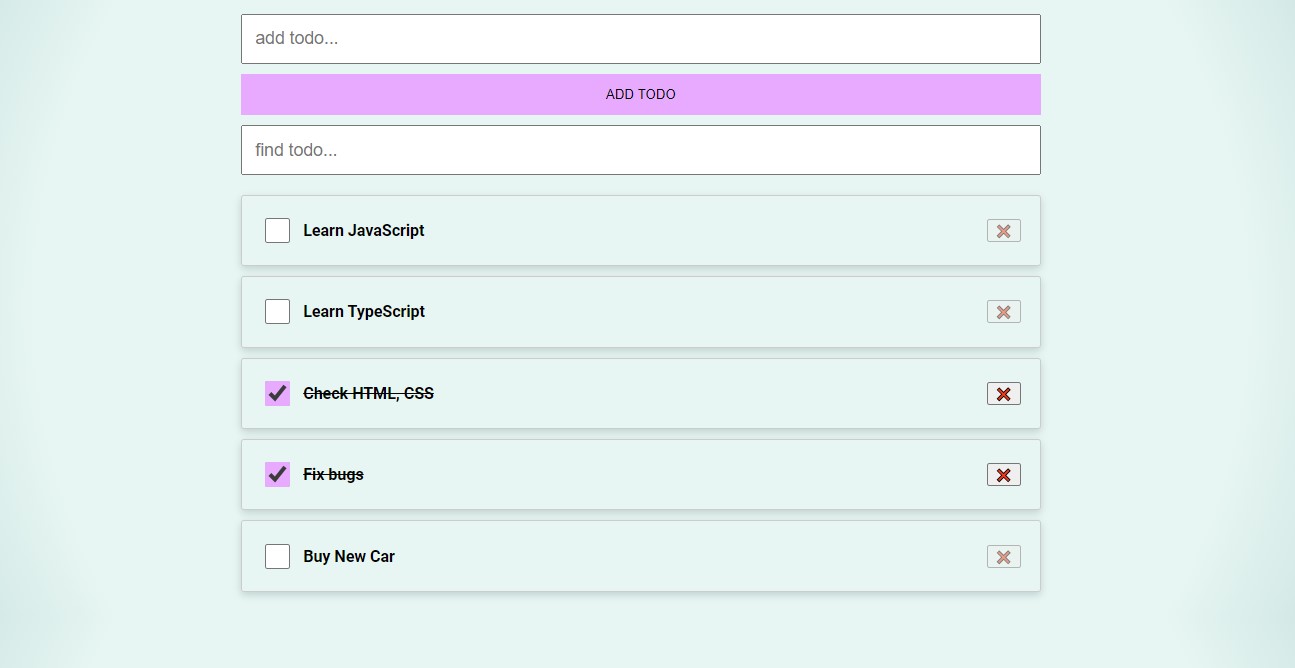 add todo...
ADD TODO
find todo...
Learn JavaScript
Learn TypeScript
Check HTML, CSS
Fix bugs
Buy New Car